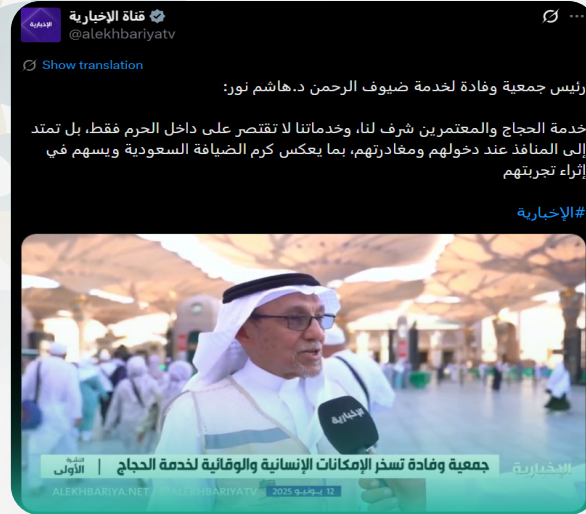 قناة الإخبارية
@alekhbariyatv
Show translation
رئيس جمعية وفادة لخدمة ضيوف الرحمن د.هاشم نور:
خدمة الحجاج والمعتمرين شرف لنا، وخدماتنا لا تقتصر على داخل الحرم فقط، بل تمتد
إلى المنافذ عند دخولهم ومغادرتهم، بما يعكس كرم الضيافة السعودية ويسهم في
إثراء تجربتهم
#الإخبارية
الإخبارية
جمعية وفادة تسخر الإمكانات الإنسانية والوقائية لخدمة الحجاج | النشرة الأولى
الإخبارية
ALEKHBARIYA.NET
ALEKHBARIYATV
12 يونيو 2025